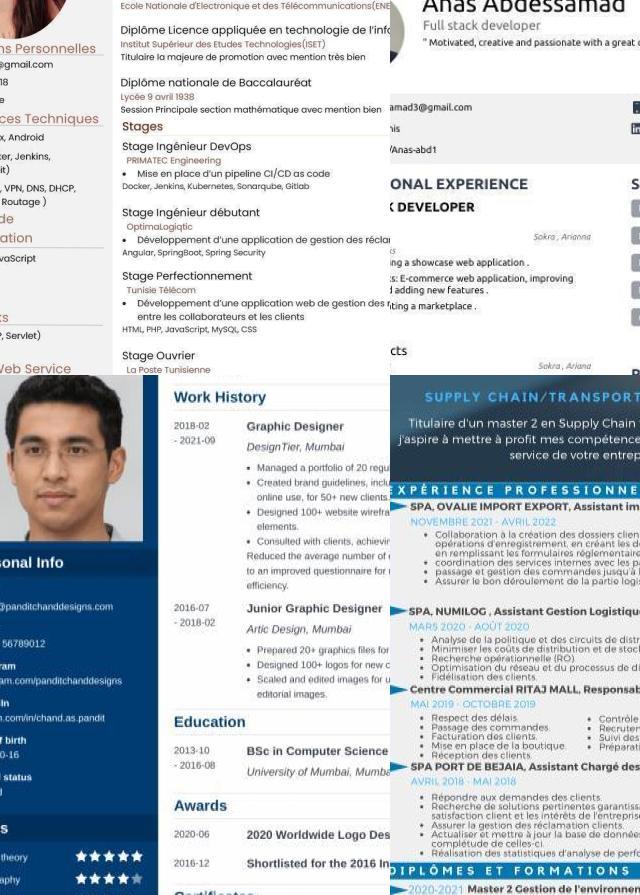 ns Personnelles
@gmail.com
18
e
ces Techniques
x, Android
er, Jenkins,
it)
, VPN, DNS, DHCP,
Routage )
de
ation
vaScript
ks
P, Servlet)
Web Service
Ecole Nationale d'Electronique et des Télécommunications(ENE
Diplôme Licence appliquée en technologie de l'info
Institut Supérieur des Etudes Technologies(ISET)
Titulaire la majeure de promotion avec mention très bien
Diplôme nationale de Baccalauréat
Lycée 9 avril 1938
Session Principale section mathématique avec mention bien
Stages
Stage Ingénieur DevOps
PRIMATEC Engineering
• Mise en place d'un pipeline CI/CD as code
Docker, Jenkins, Kubernetes, Sonarqube, Gitlab
Stage Ingénieur débutant
OptimaLogiqtic
• Développement d'une application de gestion des réclar
Angular, SpringBoot, Spring Security
Stage Perfectionnement
Tunisie Télécom
• Développement d'une application web de gestion des r
entre les collaborateurs et les clients
HTML, PHP, JavaScript, MySQL, CSS
Stage Ouvrier
La Poste Tunisienne
Anas Abdessamad
Full stack developer
" Motivated, creative and passionate with a great c
amad3@gmail.com
nis
/Anas-abd1
in
ONAL EXPERIENCE
S
K DEVELOPER
Sokra , Arianna
ks
ng a showcase web application .
ks: E-commerce web application, improving
d adding new features .
ating a marketplace .
cts
Sokra , Ariana
sonal Info
@panditchanddesigns.com
56789012
ram
am.com/panditchanddesigns
In
n.com/in/chand.as.pandit
f birth
0-16
l status
d
s
theory
aphy
Work History
2018-02
- 2021-09
Graphic Designer
DesignTier, Mumbai
• Managed a portfolio of 20 regu
• Created brand guidelines, inclu
online use, for 50+ new clients.
• Designed 100+ website wirefra
elements.
• Consulted with clients, achievin
Reduced the average number of e
to an improved questionnaire for n
efficiency.
2016-07
- 2018-02
Junior Graphic Designer
Artic Design, Mumbai
• Prepared 20+ graphics files for
• Designed 100+ logos for new c
• Scaled and edited images for u
editorial images.
Education
2013-10
- 2016-08
BSc in Computer Science
University of Mumbai, Mumba
Awards
2020-06
2020 Worldwide Logo Des
2016-12
Shortlisted for the 2016 In
Certificates
SUPPLY CHAIN/TRANSPORT
Titulaire d'un master 2 en Supply Chain
j'aspire à mettre à profit mes compétence
service de votre entrep
EXPÉRIENCE PROFESSIONNE
SPA, OVALIE IMPORT EXPORT, Assistant im
NOVEMBRE 2021 - AVRIL 2022
• Collaboration à la création des dossiers clien
opérations d'enregistrement, en créant les do
en remplissant les formulaires réglementaire
• coordination des services internes avec les pa
• passage et gestion des commandes jusqu'à l
• Assurer le bon déroulement de la partie logis
SPA, NUMILOG , Assistant Gestion Logistique
MARS 2020 - AOÛT 2020
• Analyse de la politique et des circuits de distr
• Minimiser les coûts de distribution et de stock
• Recherche opérationnelle (RO).
• Optimisation du réseau et du processus de di
• Fidélisation des clients.
Centre Commercial RITAJ MALL, Responsab
MAI 2019 - OCTOBRE 2019
• Respect des délais.
• Passage des commandes.
• Facturation des clients.
• Mise en place de la boutique.
• Réception des clients.
• Contrôle
• Recruter
• Suivi des
• Préparati
SPA PORT DE BEJAIA, Assistant Chargé des
AVRIL 2018 - MAI 2018
• Répondre aux demandes des clients.
• Recherche de solutions pertinentes garantissa
satisfaction client et les intérêts de l'entreprise
• Assurer la gestion des réclamation clients.
• Actualiser et mettre à jour la base de données
complétude de celles-ci.
• Réalisation des statistiques d'analyse de perfo
DIPLÔMES ET FORMATIONS
2020-2021 Master 2 Gestion de l'environnem